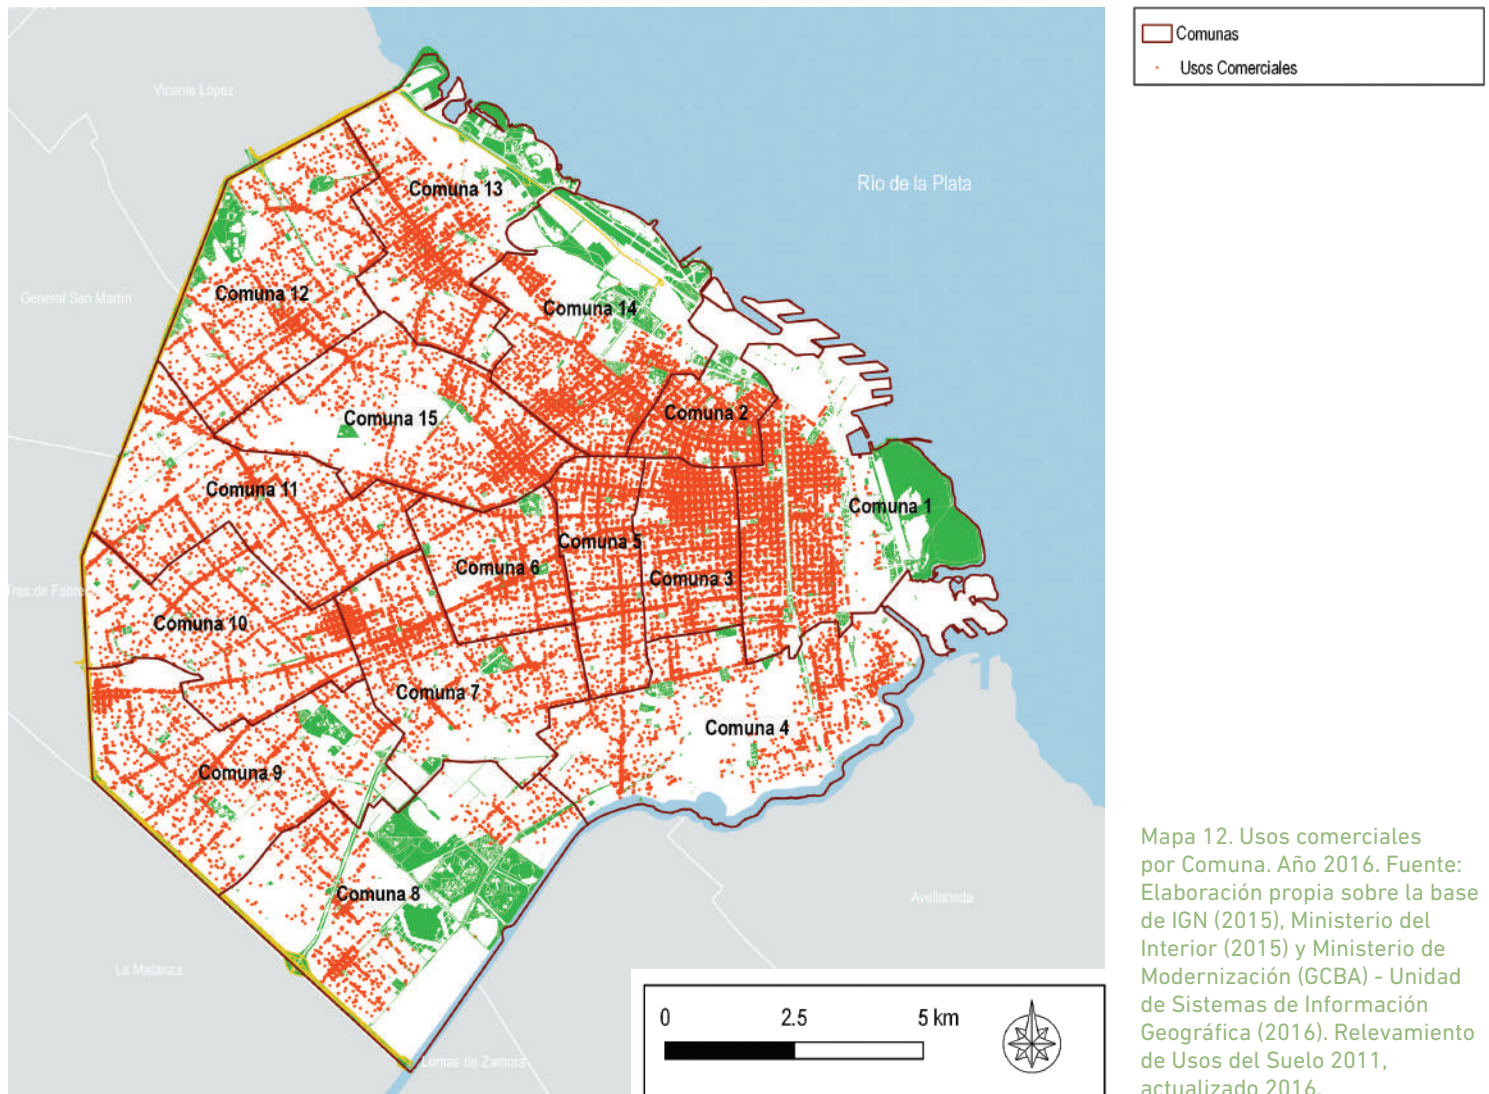 Comunas
Usos Comerciales
Vicente López
Río de la Plata
Comuna 13
General San Martín
Comuna 12
Comuna 14
Comuna 15
Comuna 2
Comuna 11
Comuna 1
Comuna 5
Comuna 6
Comuna 3
Tres de Febrero
Comuna 10
Comuna 7
Comuna 4
Comuna 9
Comuna 8
Avellaneda
La Matanza
Lomas de Zamora
0 2.5 5 km
Mapa 12. Usos comerciales
por Comuna. Año 2016. Fuente:
Elaboración propia sobre la base
de IGN (2015), Ministerio del
Interior (2015) y Ministerio de
Modernización (GCBA) - Unidad
de Sistemas de Información
Geográfica (2016). Relevamiento
de Usos del Suelo 2011,
actualizado 2016.